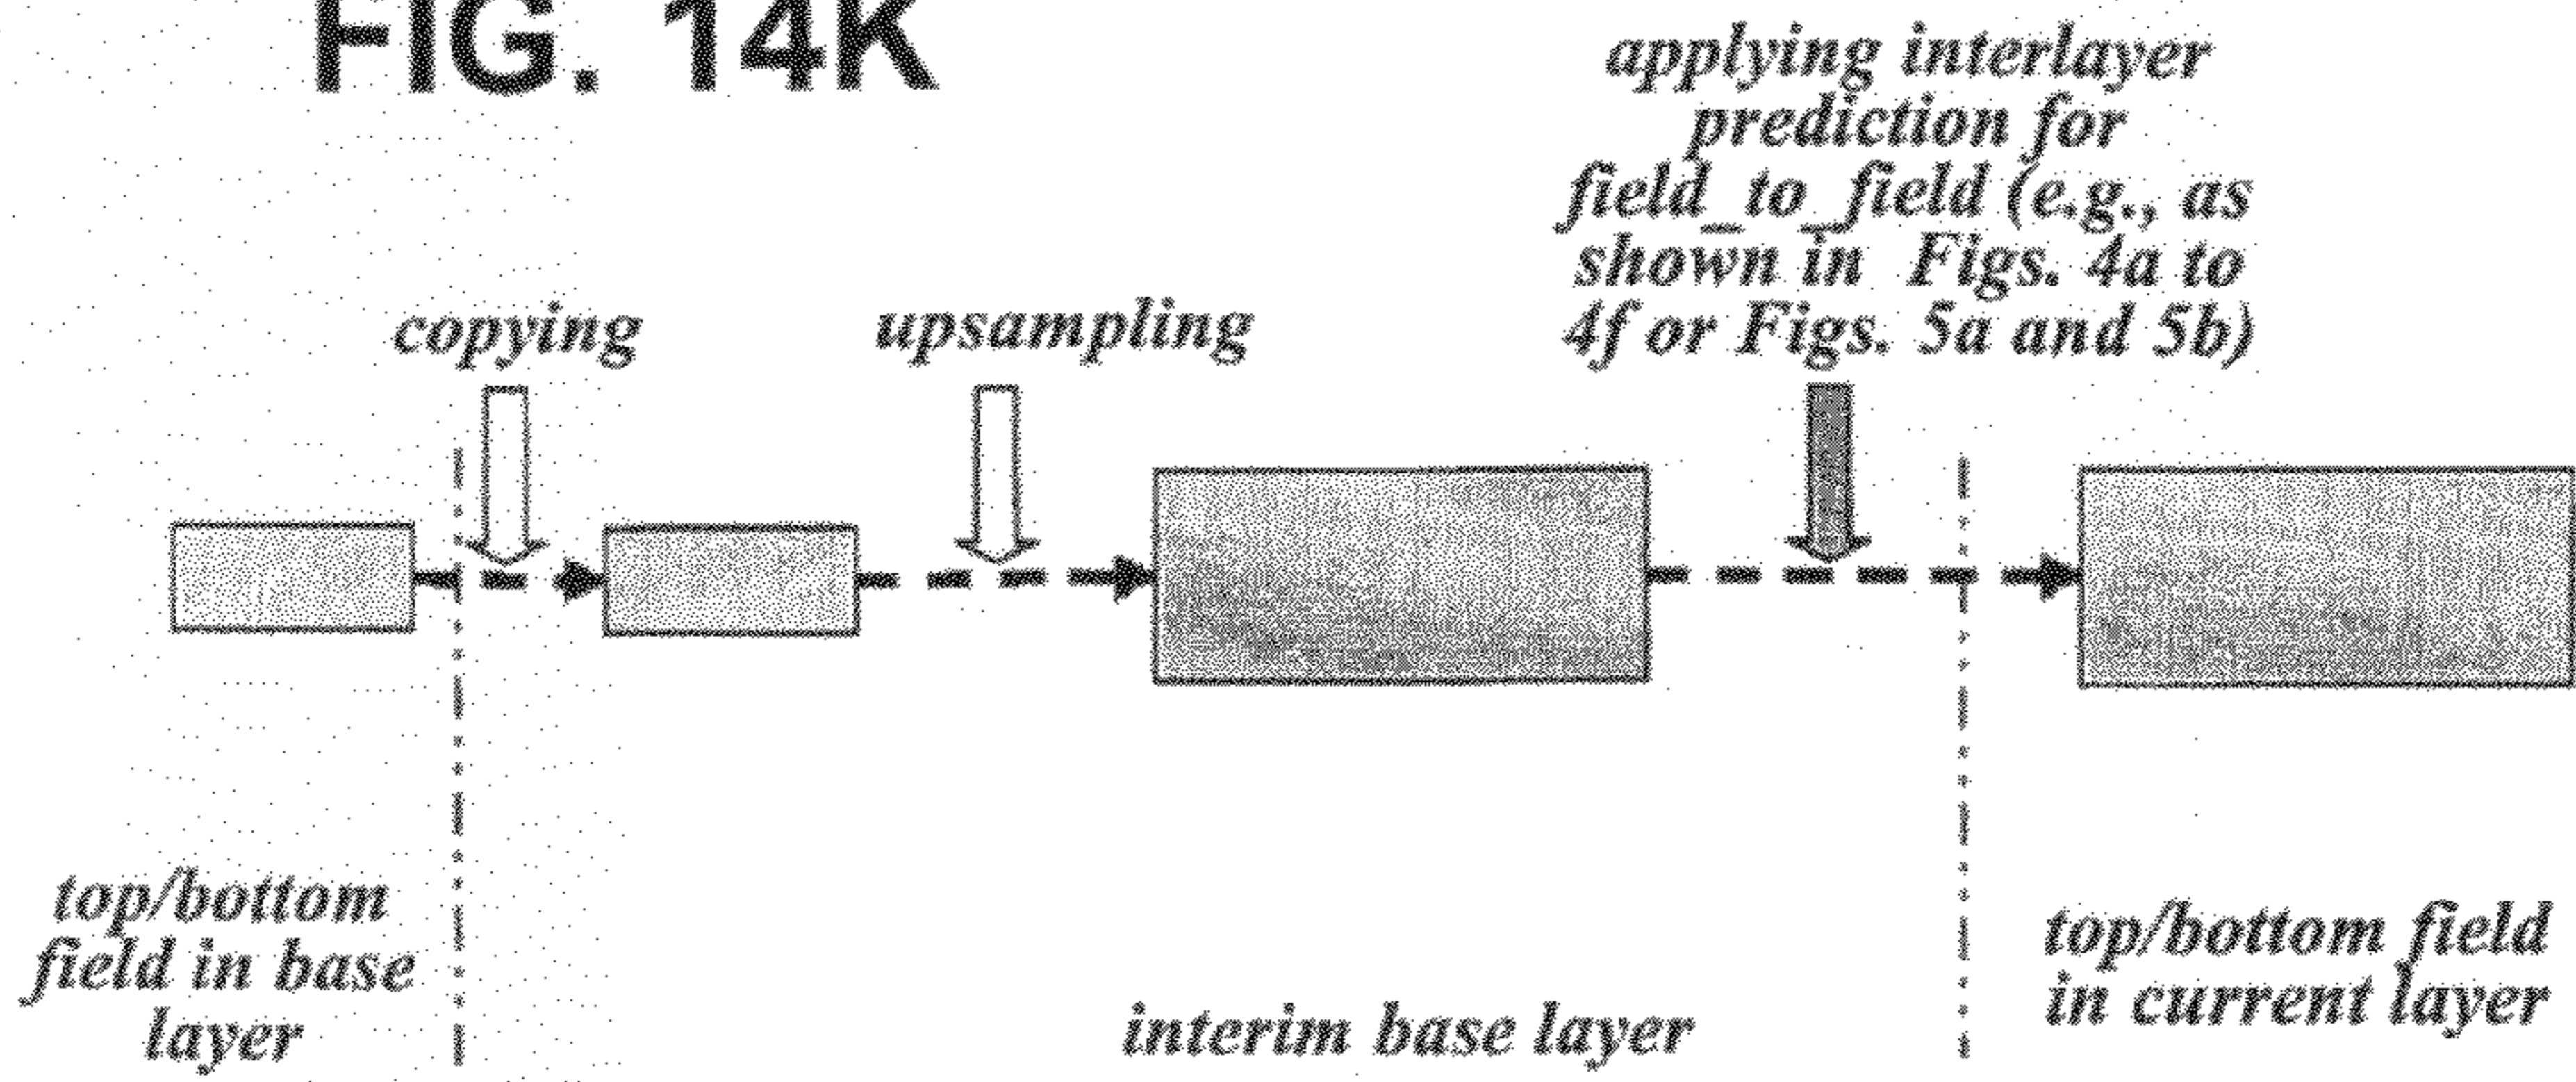 FIG. 14K
applying interlayer
prediction for
field_to_field (e.g., as
shown in Figs. 4a to
4f or Figs. 5a and 5b)
copying
upsampling
top/bottom
field in base
layer
interim base layer
top/bottom field
in current layer